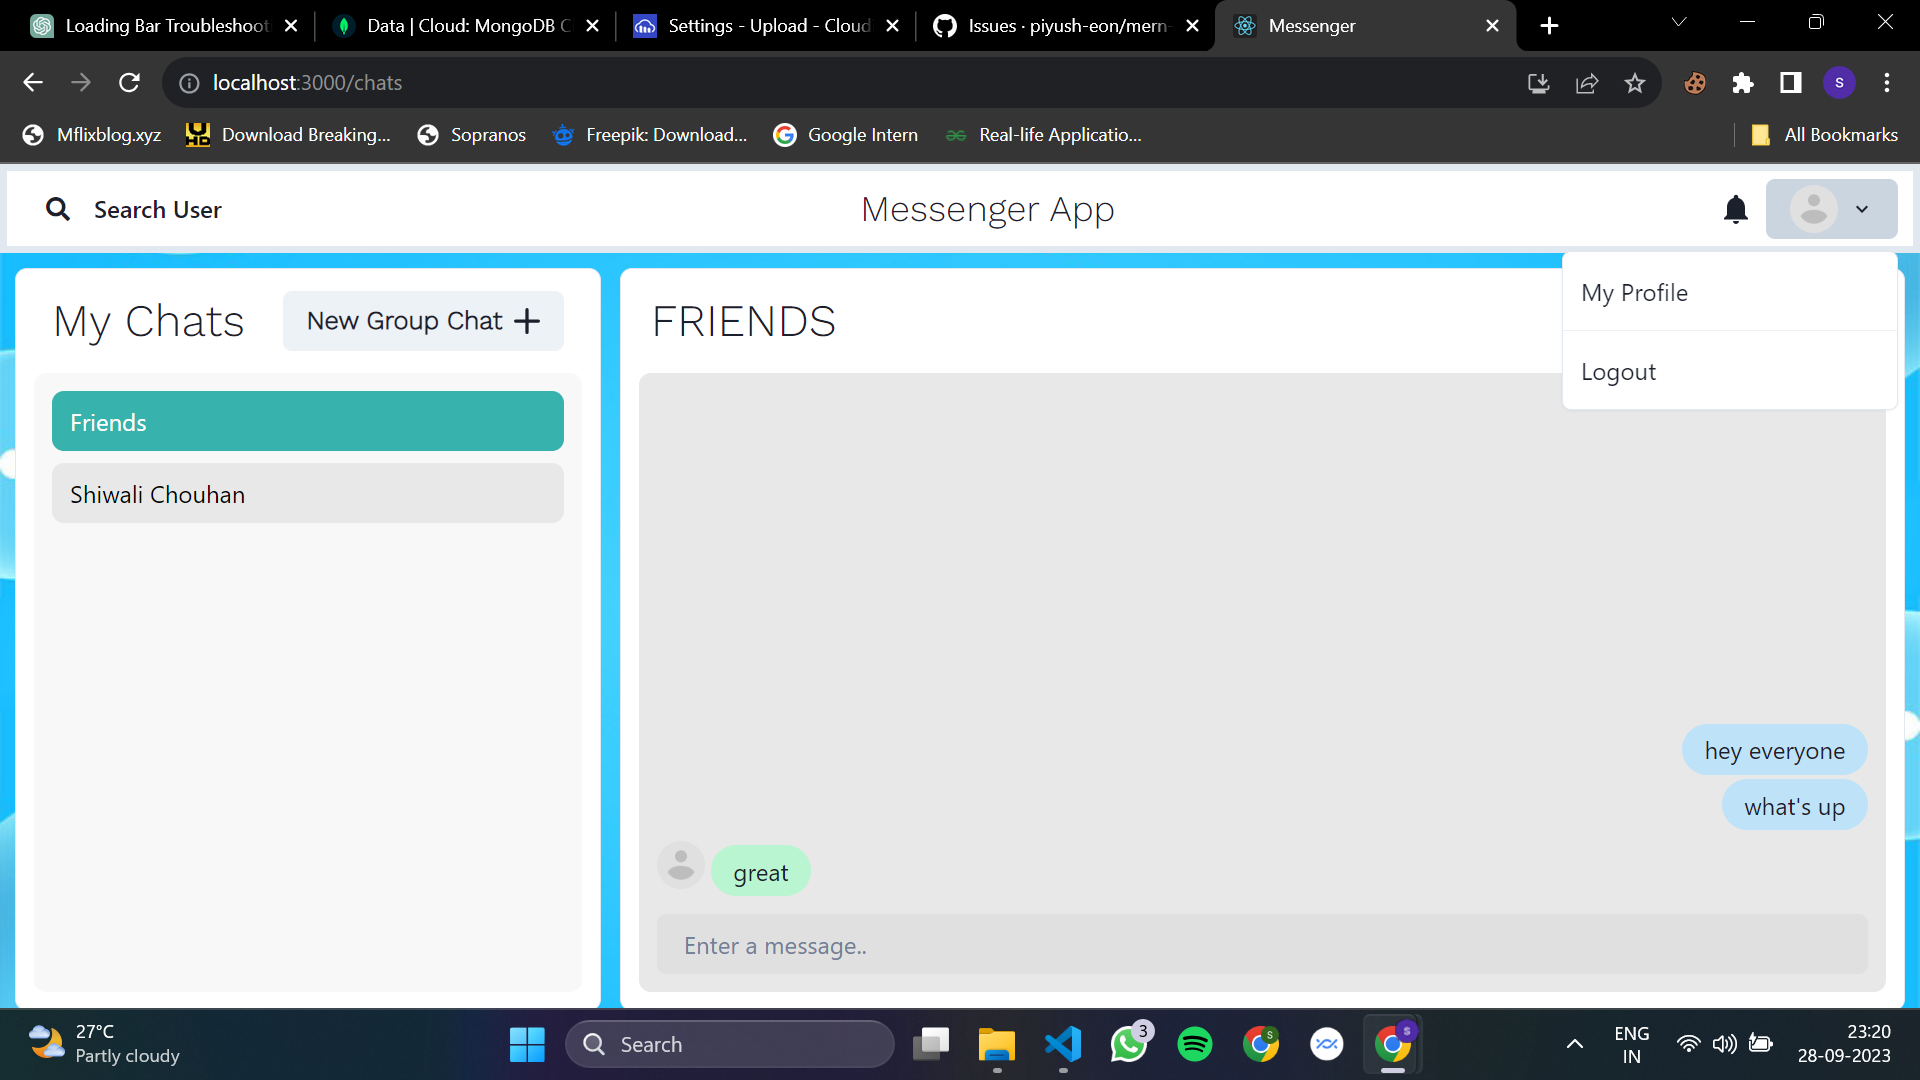 Loading Bar Troubleshoot
Data | Cloud: MongoDB C
Settings - Upload - Cloud
Issues · piyush-eon/mern-
Messenger
localhost:3000/chats
S
Mflixblog.xyz
Download Breaking...
Sopranos
Freepik: Download...
Google Intern
Real-life Applicatio...
All Bookmarks
Search User
Messenger App
My Chats
New Group Chat
FRIENDS
My Profile
Logout
Friends
Shiwali Chouhan
hey everyone
what's up
great
Enter a message..
27°C
Partly cloudy
Search
3
S
S
ENG
IN
23:20
28-09-2023